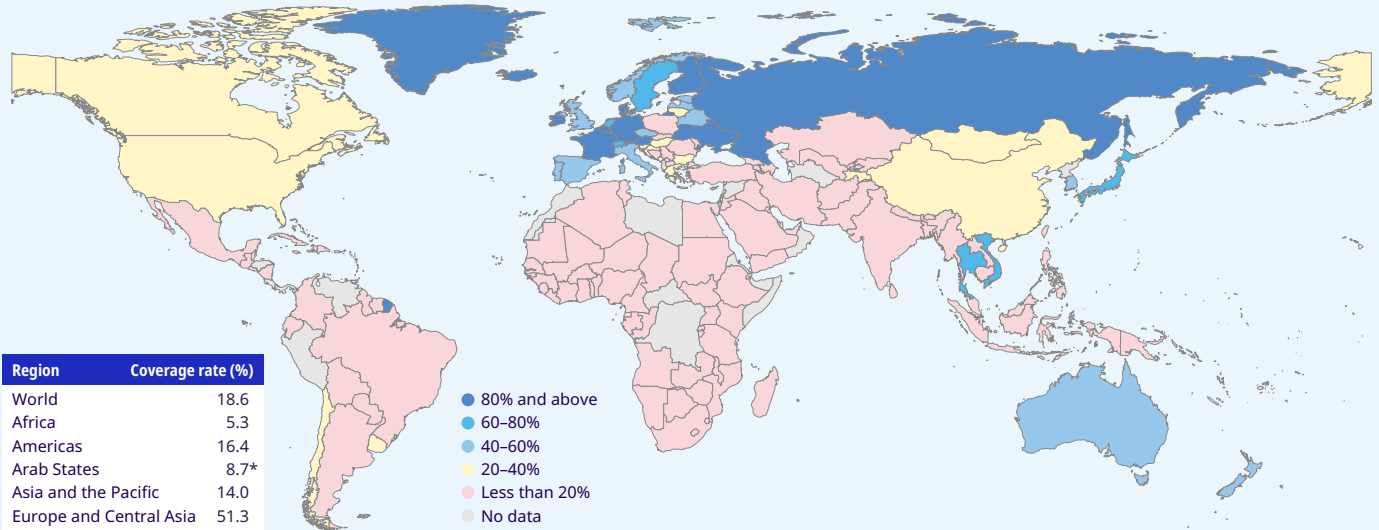 Region Coverage rate (%)
World 18.6
Africa 5.3
Americas 16.4
Arab States 8.7*
Asia and the Pacific 14.0
Europe and Central Asia 51.3
80% and above
60–80%
40–60%
20–40%
Less than 20%
No data